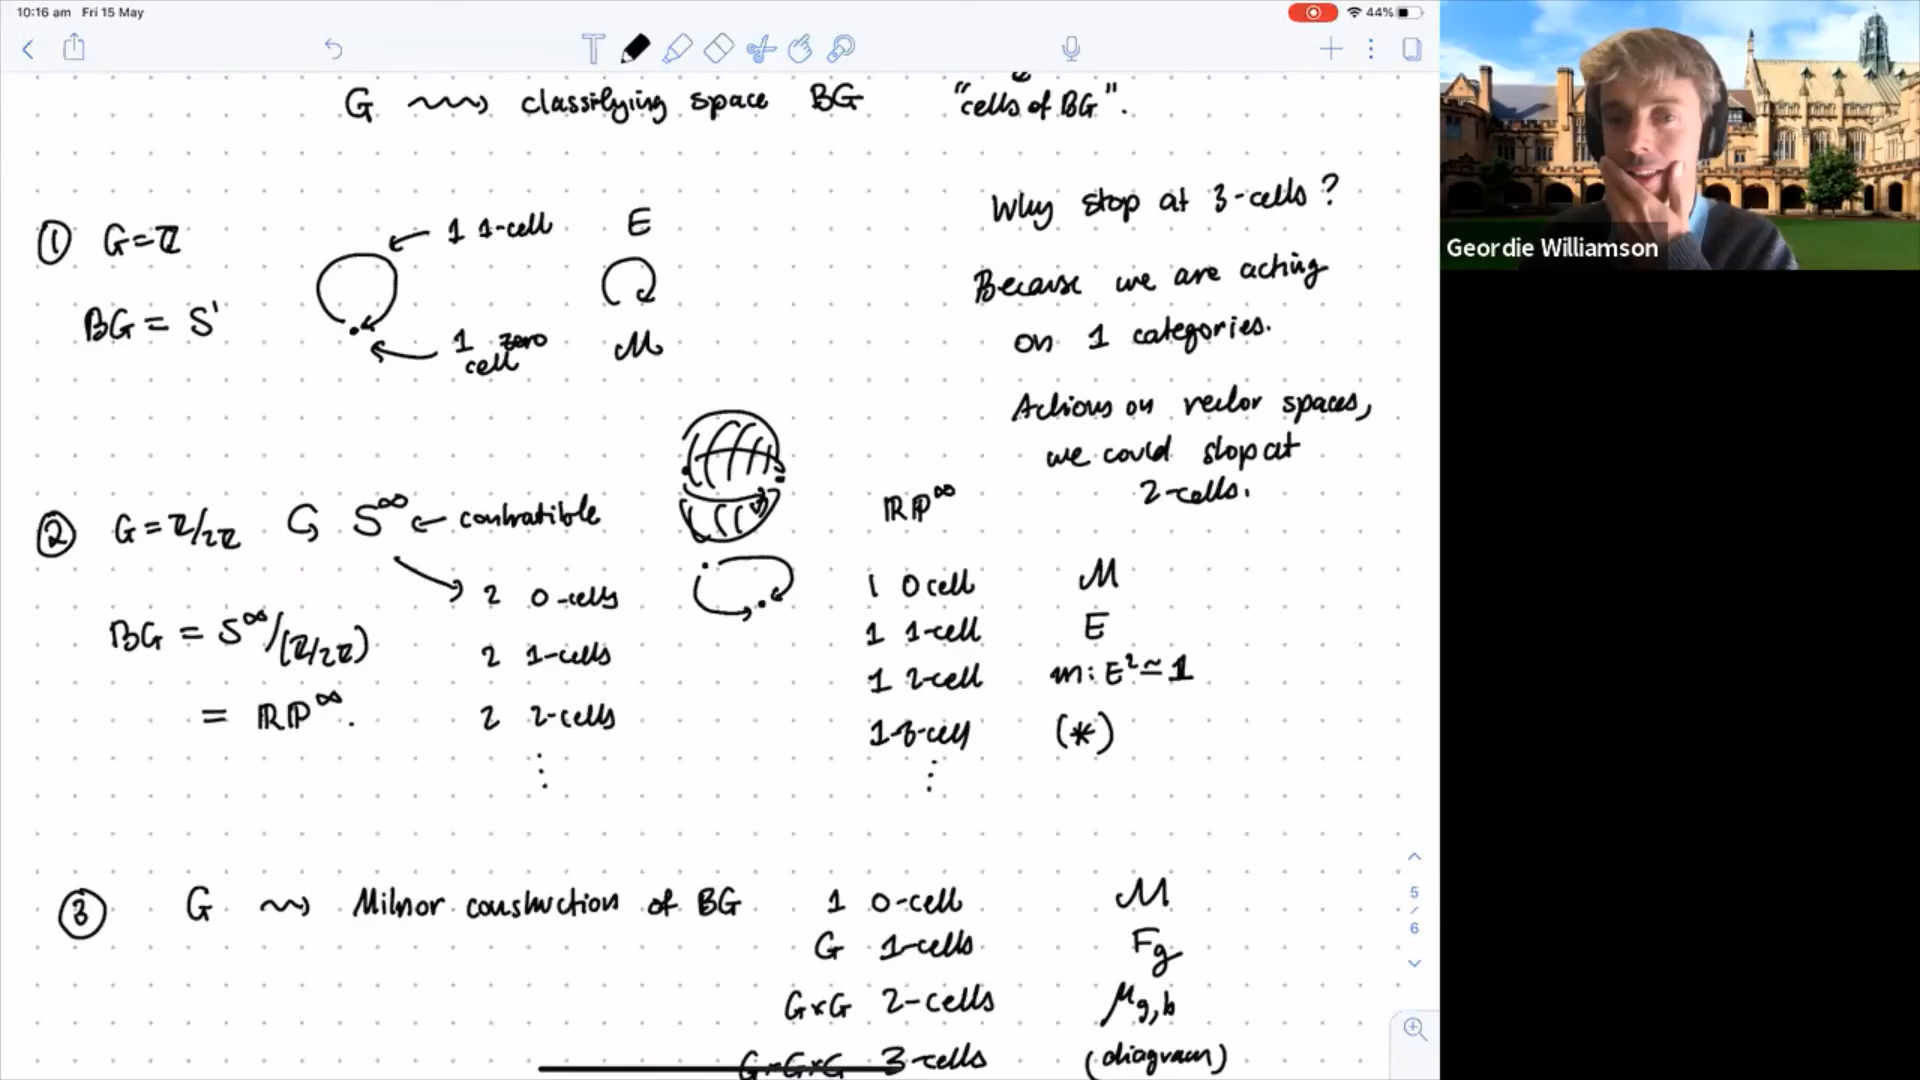 10:16 am Fri 15 May
44%
G ⇝ classifying space BG "cells of BG".
① G=ℤ
BG = S¹
1 1-cell
1 zero cell
E
M
Why stop at 3-cells?
Because we are acting
on 1 categories.
Actions on vector spaces,
we could stop at
2-cells.
② G=ℤ/2ℤ ↻ S^∞ ← contratible
BG = S^∞/(ℤ/2ℤ)
= ℝP^∞.
2 0-cells
2 1-cells
2 2-cells
⋮
ℝP^∞
1 0 cell M
1 1-cell E
1 2-cell m: E² ≃ 1
1-3-cell (*)
⋮
③ G ⇝ Milnor construction of BG
1 0-cell M
G 1-cells F_g
G×G 2-cells μ_{g,h}
G×G×G 3-cells (diagram)
Geordie Williamson
5
/
6